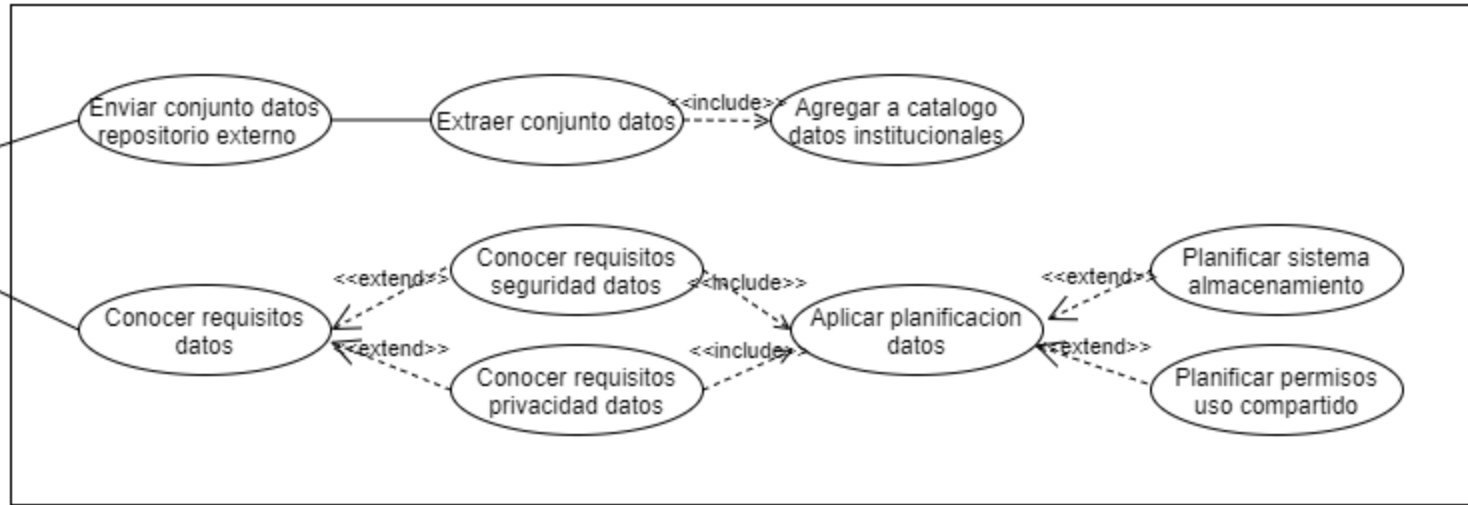 Enviar conjunto datos
repositorio externo
Extraer conjunto datos
<<include>>
Agregar a catalogo
datos institucionales
Conocer requisitos
datos
<<extend>>
<<extend>>
Conocer requisitos
seguridad datos
Conocer requisitos
privacidad datos
<<include>>
<<include>>
Aplicar planificacion
datos
<<extend>>
<<extend>>
Planificar sistema
almacenamiento
Planificar permisos
uso compartido